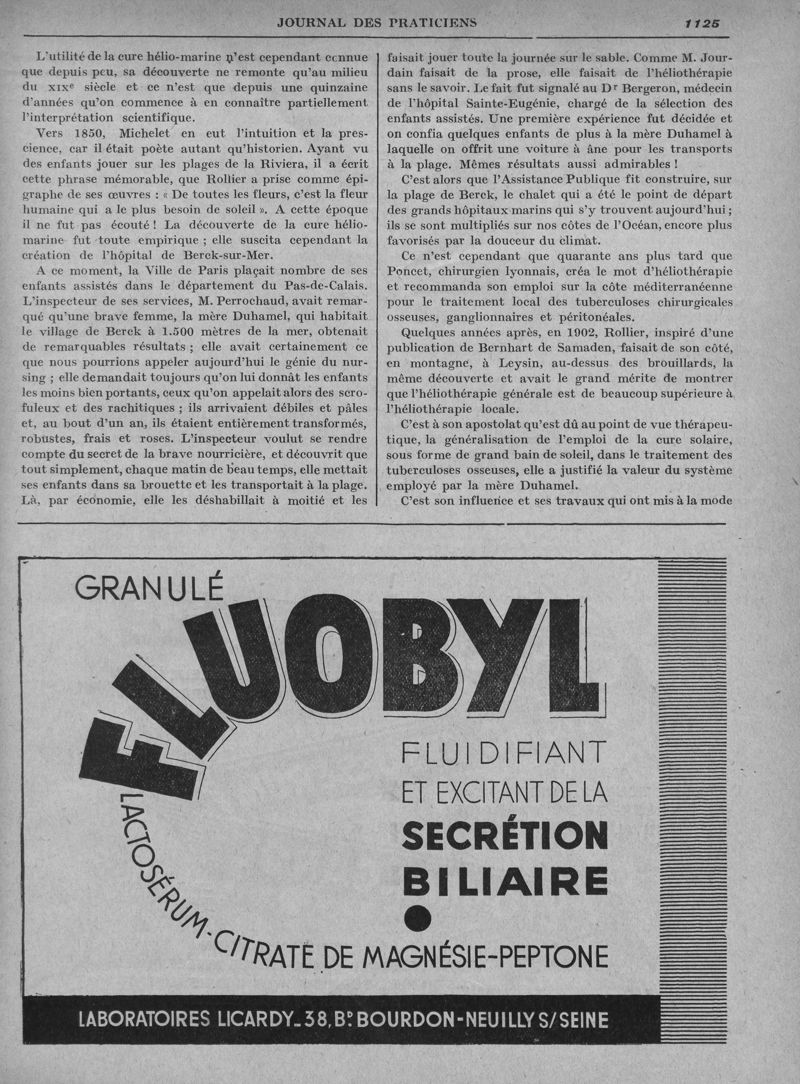 JOURNAL DES PRATICIENS 1125
L'utilité de la cure hélio-marine n'est cependant connue
que depuis peu, sa découverte ne remonte qu'au milieu
du XIXe siècle et ce n'est que depuis une quinzaine
d'années qu'on commence à en connaître partiellement
l'interprétation scientifique.
Vers 1850, Michelet en eut l'intuition et la pres-
cience, car il était poète autant qu'historien. Ayant vu
des enfants jouer sur les plages de la Riviera, il a écrit
cette phrase mémorable, que Rollier a prise comme épi-
graphe de ses œuvres : « De toutes les fleurs, c'est la fleur
humaine qui a le plus besoin de soleil ». A cette époque
il ne fut pas écouté ! La découverte de la cure hélio-
marine fut toute empirique ; elle suscita cependant la
création de l'hôpital de Berck-sur-Mer.
A ce moment, la Ville de Paris plaçait nombre de ses
enfants assistés dans le département du Pas-de-Calais.
L'inspecteur de ses services, M. Perrochaud, avait remar-
qué qu'une brave femme, la mère Duhamel, qui habitait
le village de Berck à 1.500 mètres de la mer, obtenait
de remarquables résultats ; elle avait certainement ce
que nous pourrions appeler aujourd'hui le génie du nur-
sing ; elle demandait toujours qu'on lui donnât les enfants
les moins bien portants, ceux qu'on appelait alors des scro-
fuleux et des rachitiques ; ils arrivaient débiles et pâles
et, au bout d'un an, ils étaient entièrement transformés,
robustes, frais et roses. L'inspecteur voulut se rendre
compte du secret de la brave nourricière, et découvrit que
tout simplement, chaque matin de beau temps, elle mettait
ses enfants dans sa brouette et les transportait à la plage.
Là, par économie, elle les déshabillait à moitié et les
faisait jouer toute la journée sur le sable. Comme M. Jour-
dain faisait de la prose, elle faisait de l'héliothérapie
sans le savoir. Le fait fut signalé au Dr Bergeron, médecin
de l'hôpital Sainte-Eugénie, chargé de la sélection des
enfants assistés. Une première expérience fut décidée et
on confia quelques enfants de plus à la mère Duhamel à
laquelle on offrit une voiture à âne pour les transports
à la plage. Mêmes résultats aussi admirables !
C'est alors que l'Assistance Publique fit construire, sur
la plage de Berck, le chalet qui a été le point de départ
des grands hôpitaux marins qui s'y trouvent aujourd'hui ;
ils se sont multipliés sur nos côtes de l'Océan, encore plus
favorisés par la douceur du climat.
Ce n'est cependant que quarante ans plus tard que
Poncet, chirurgien lyonnais, créa le mot d'héliothérapie
et recommanda son emploi sur la côte méditerranéenne
pour le traitement local des tuberculoses chirurgicales
osseuses, ganglionnaires et péritonéales.
Quelques années après, en 1902, Rollier, inspiré d'une
publication de Bernhart de Samaden, faisait de son côté,
en montagne, à Leysin, au-dessus des brouillards, la
même découverte et avait le grand mérite de montrer
que l'héliothérapie générale est de beaucoup supérieure à
l'héliothérapie locale.
C'est à son apostolat qu'est dû au point de vue thérapeu-
tique, la généralisation de l'emploi de la cure solaire,
sous forme de grand bain de soleil, dans le traitement des
tuberculoses osseuses, elle a justifié la valeur du système
employé par la mère Duhamel.
C'est son influence et ses travaux qui ont mis à la mode
GRANULÉ
FLUOBYL
FLUIDIFIANT
ET EXCITANT DE LA
SECRÉTION
BILIAIRE
LACTOSÉRUM-CITRATE DE MAGNÉSIE-PEPTONE
LABORATOIRES LICARDY_38, BD BOURDON-NEUILLY S/SEINE